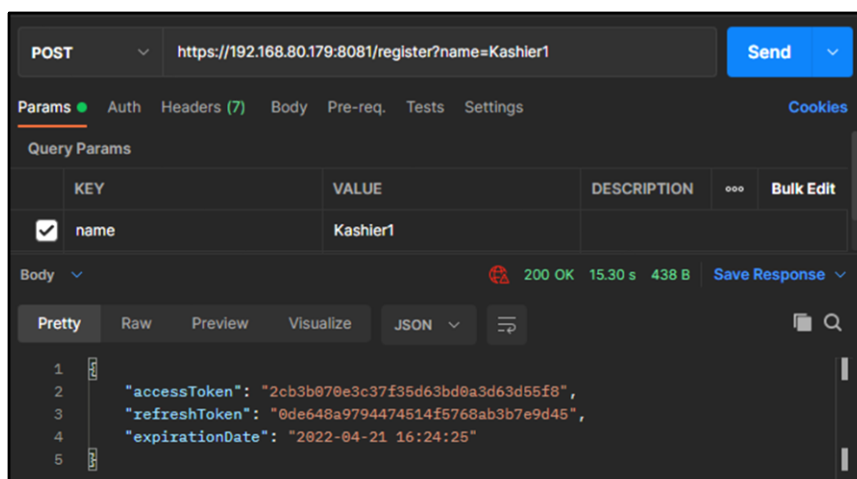 POST https://192.168.80.179:8081/register?name=Kashier1 Send
Params Auth Headers (7) Body Pre-req. Tests Settings Cookies
Query Params
KEY VALUE DESCRIPTION ooo Bulk Edit
name Kashier1
Body 200 OK 15.30 s 438 B Save Response
Pretty Raw Preview Visualize JSON
1 {
2 "accessToken": "2cb3b070e3c37f35d63bd0a3d63d55f8",
3 "refreshToken": "0de648a9794474514f5768ab3b7e9d45",
4 "expirationDate": "2022-04-21 16:24:25"
5 }